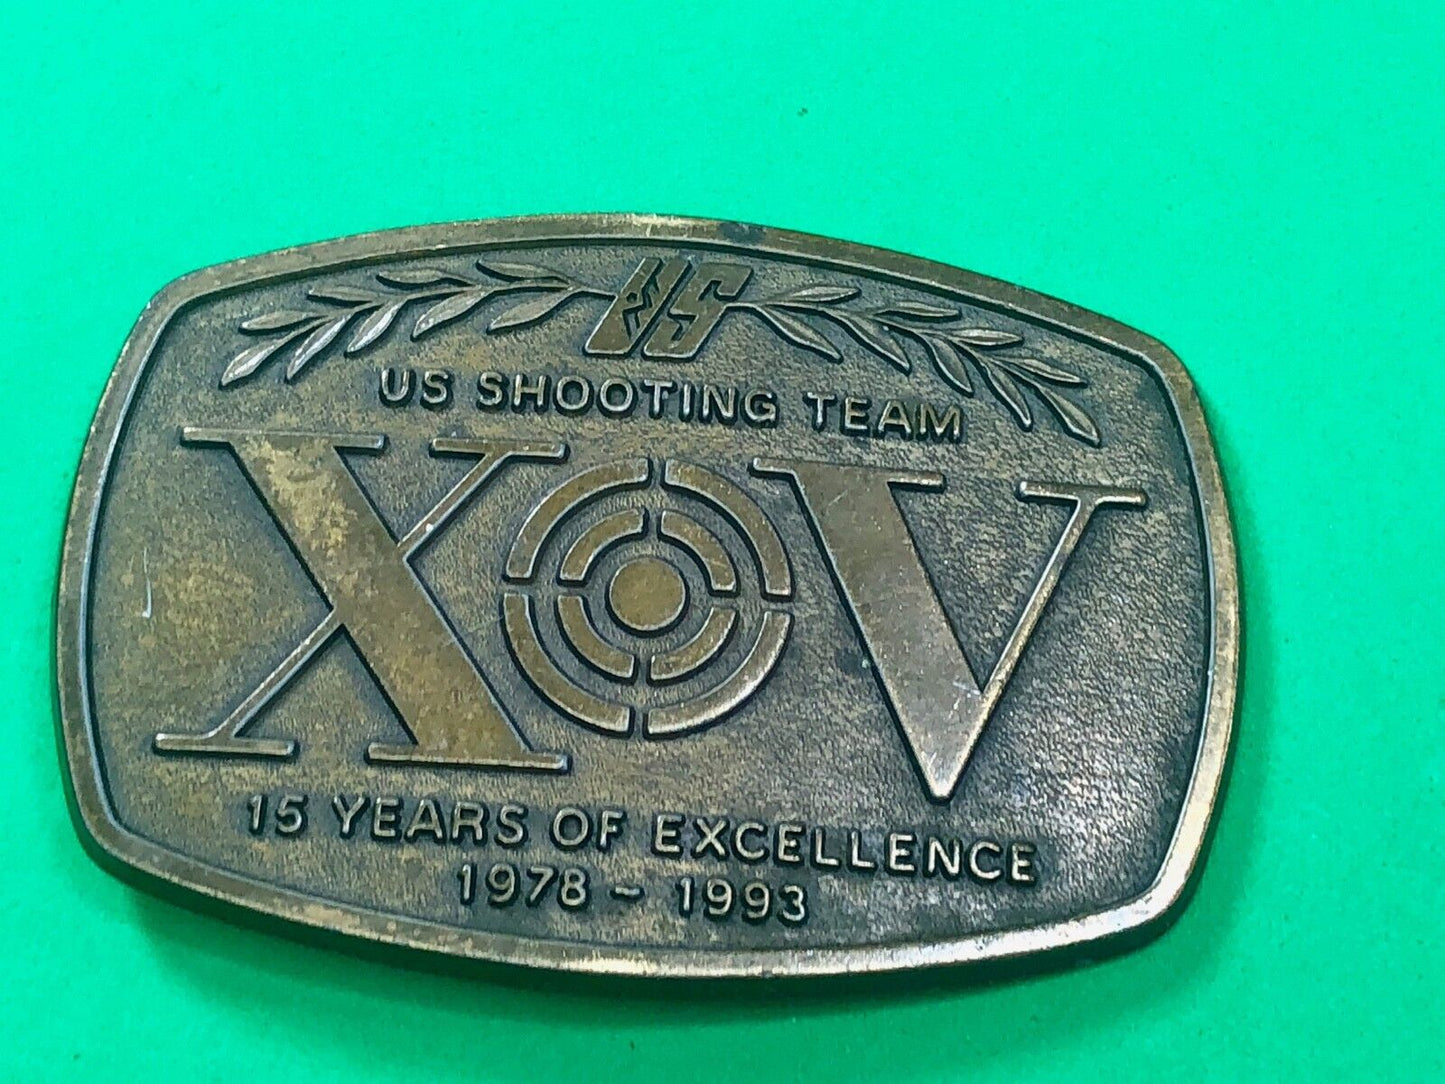 US
US SHOOTING TEAM
XV
15 YEARS OF EXCELLENCE
1978 - 1993